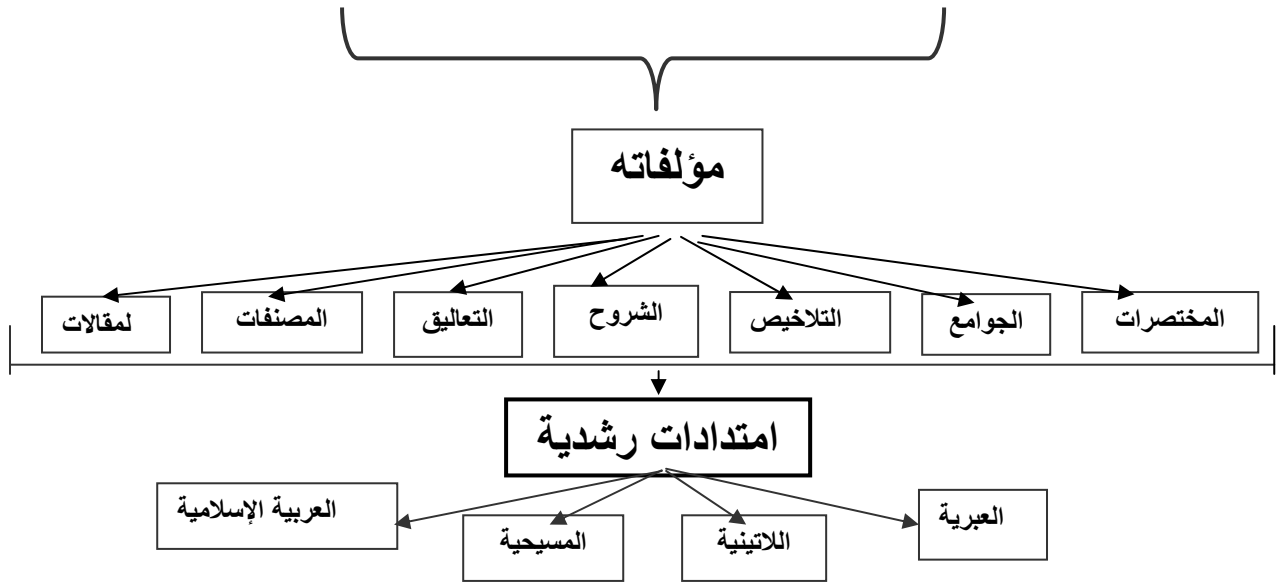 مؤلفاته
المختصرات
الجوامع
التلاخيص
الشروح
التعاليق
المصنفات
لمقالات
امتدادات رشدية
العبرية
اللاتينية
المسيحية
العربية الإسلامية